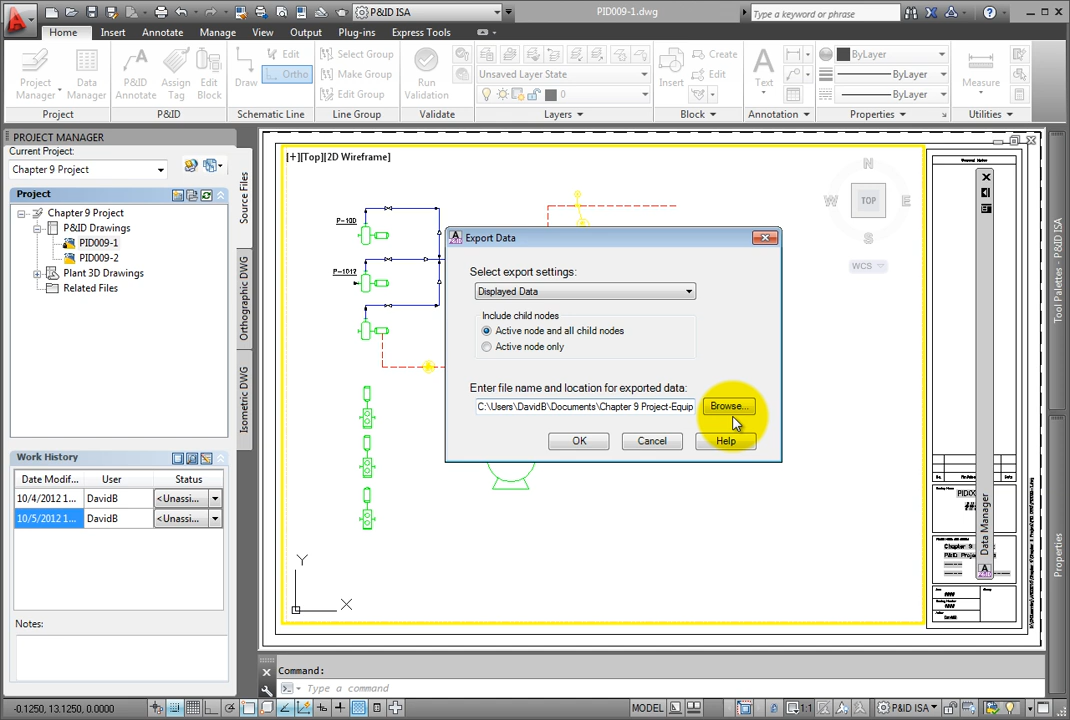 P&ID ISA
PID009-1.dwg
Type a keyword or phrase
Home
Insert
Annotate
Manage
View
Output
Plug-ins
Express Tools
Project
Manager
Data
Manager
P&ID
Annotate
Assign
Tag
Edit
Block
Draw
Edit
Ortho
Make Group
Edit Group
Run
Validation
Unsaved Layer State
0
Insert
Create
Edit
Text
ByLayer
ByLayer
ByLayer
Measure
Project
P&ID
Schematic Line
Line Group
Validate
Layers
Block
Annotation
Properties
Utilities
PROJECT MANAGER
Current Project:
Chapter 9 Project
Project
Chapter 9 Project
P&ID Drawings
PID009-1
PID009-2
Plant 3D Drawings
Related Files
Source Files
Orthographic DWG
Isometric DWG
Work History
Date Modif...
User
Status
10/4/2012 1...
DavidB
<Unassi...
10/5/2012 1...
DavidB
<Unassi...
Notes:
[+][Top][2D Wireframe]
P-100
P-101?
Y
X
N
W
TOP
E
S
WCS
Export Data
Select export settings:
Displayed Data
Include child nodes
Active node and all child nodes
Active node only
Enter file name and location for exported data:
C:\Users\DavidB\Documents\Chapter 9 Project-Equip
Browse...
OK
Cancel
Help
Data Manager
General Notes
Chapter 9
Tool Palettes - P&ID ISA
Properties
Command:
Type a command
-0.1250, 13.1250, 0.0000
MODEL
1:1
P&ID ISA